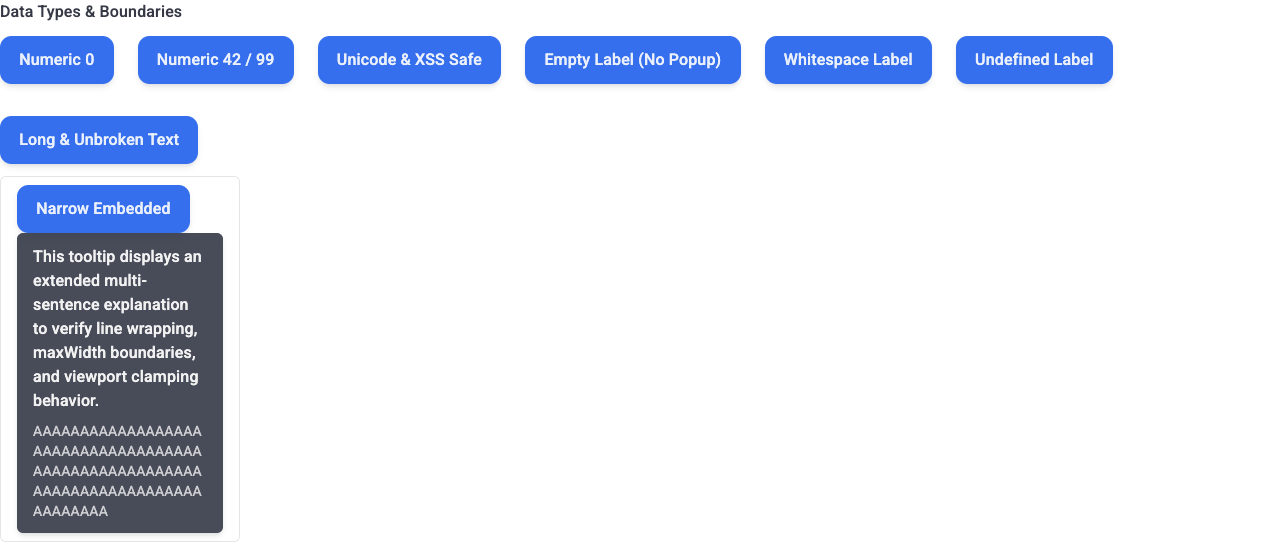 Data Types & Boundaries
Numeric 0
Numeric 42 / 99
Unicode & XSS Safe
Empty Label (No Popup)
Whitespace Label
Undefined Label
Long & Unbroken Text
Narrow Embedded
This tooltip displays an
extended multi-
sentence explanation
to verify line wrapping,
maxWidth boundaries,
and viewport clamping
behavior.
AAAAAAAAAAAAAAAAAA
AAAAAAAAAAAAAAAAAA
AAAAAAAAAAAAAAAAAA
AAAAAAAAAAAAAAAAAA
AAAAAAAA